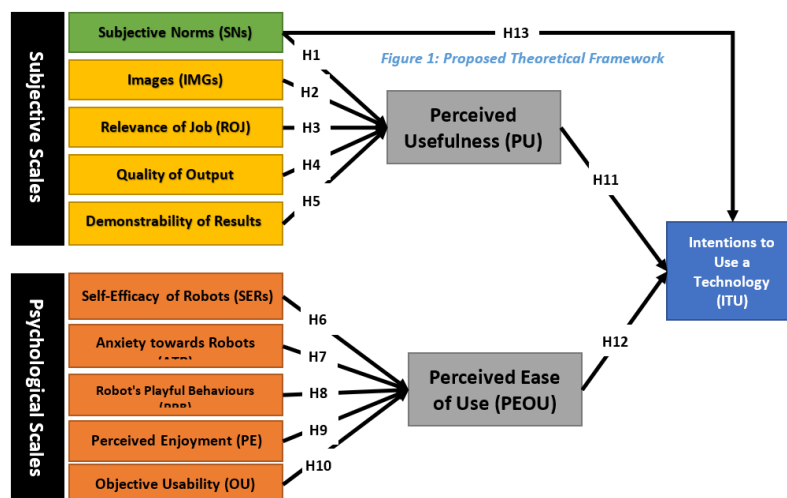 Subjective Scales
Subjective Norms (SNs)
Images (IMGs)
Relevance of Job (ROJ)
Quality of Output
Demonstrability of Results
H1
H2
H3
H4
H5
H13
Figure 1: Proposed Theoretical Framework
Perceived
Usefulness (PU)
H11
Intentions to
Use a
Technology
(ITU)
H12
Psychological Scales
Self-Efficacy of Robots (SERs)
Anxiety towards Robots
Robot's Playful Behaviours
Perceived Enjoyment (PE)
Objective Usability (OU)
H6
H7
H8
H9
H10
Perceived Ease
of Use (PEOU)